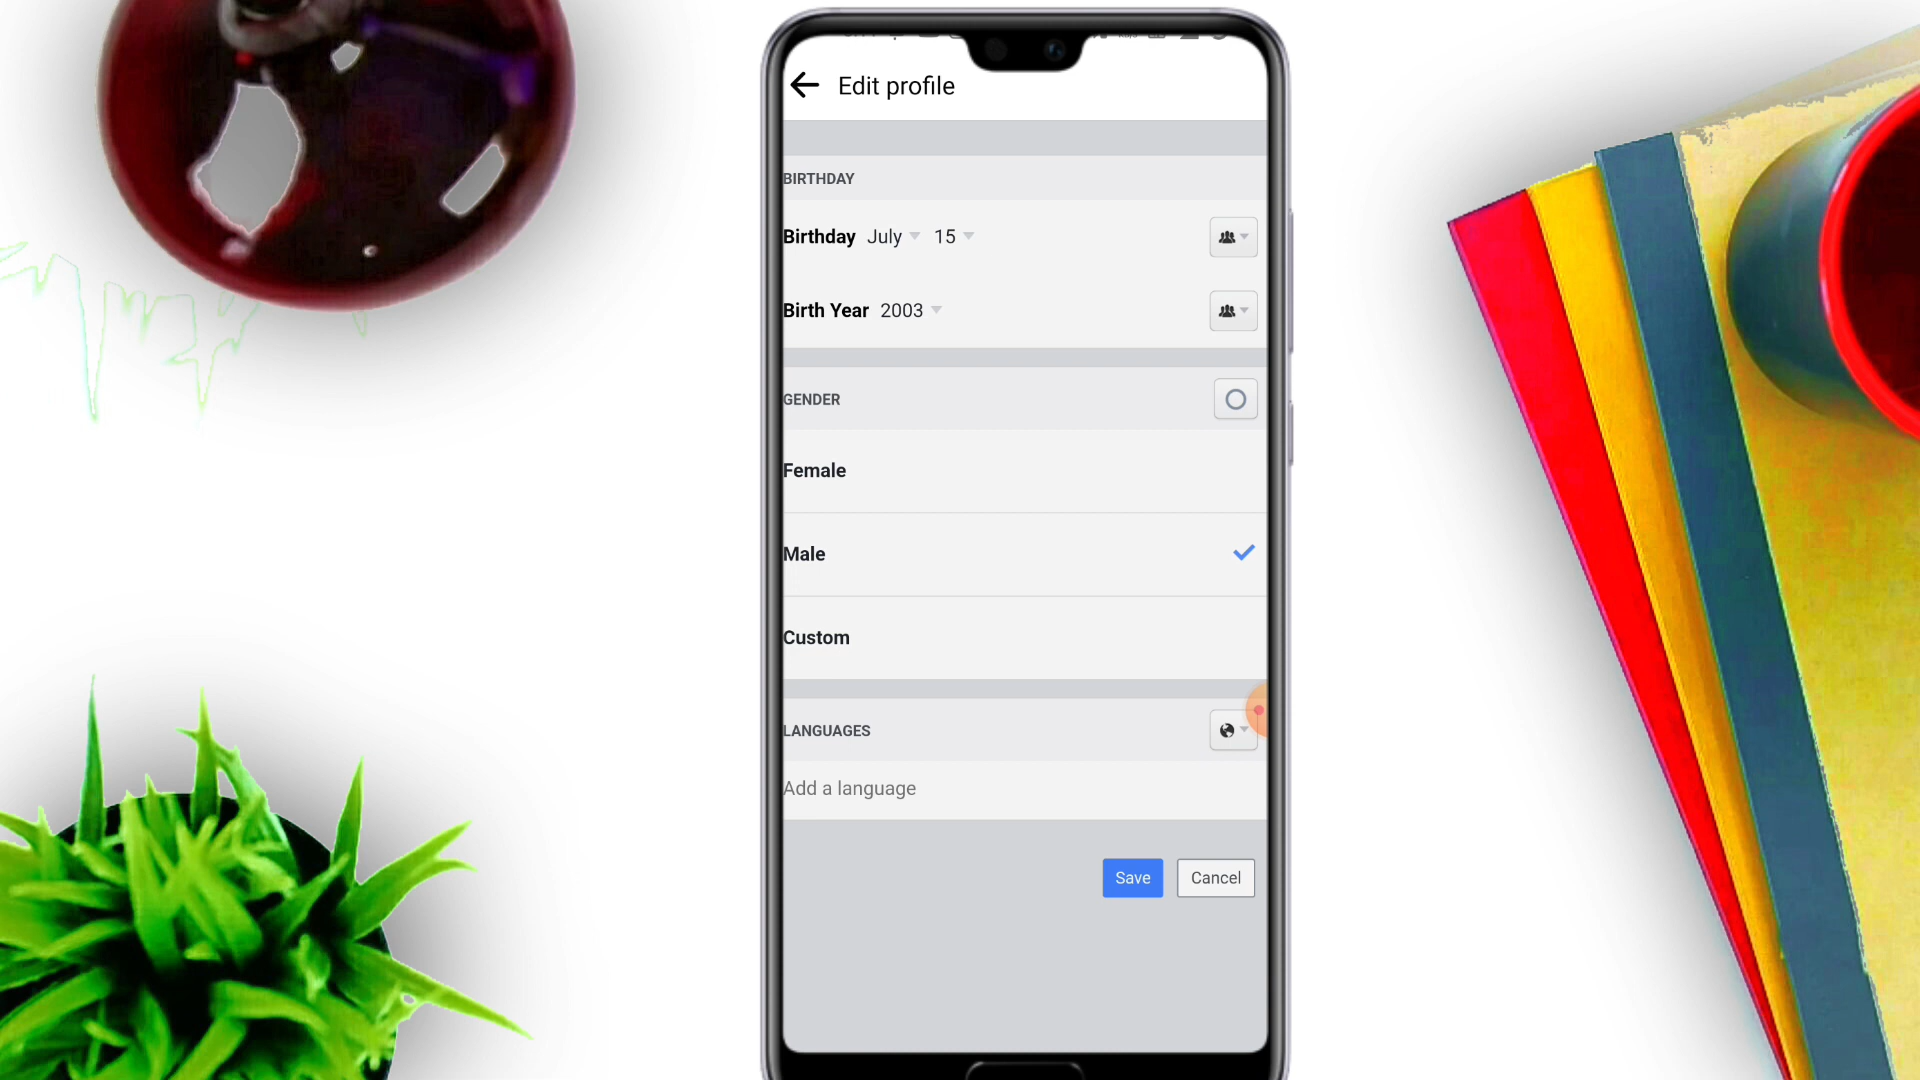 Edit profile
BIRTHDAY
Birthday July 15
Birth Year 2003
GENDER
Female
Male
Custom
LANGUAGES
Add a language
Save Cancel